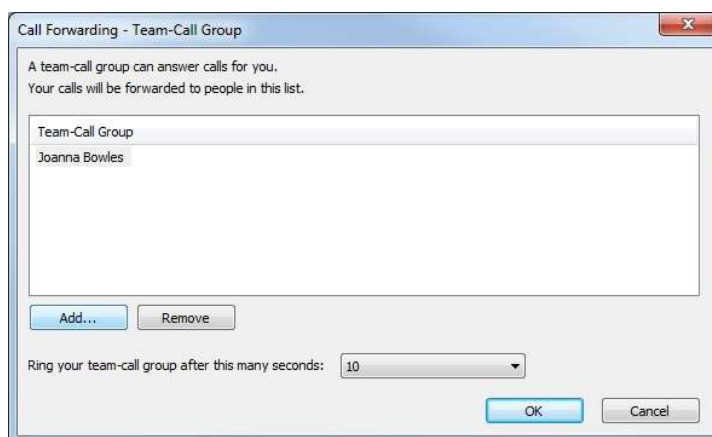 Call Forwarding - Team-Call Group
A team-call group can answer calls for you.
Your calls will be forwarded to people in this list.
Team-Call Group
Joanna Bowles
Add... Remove
Ring your team-call group after this many seconds: 10
OK Cancel